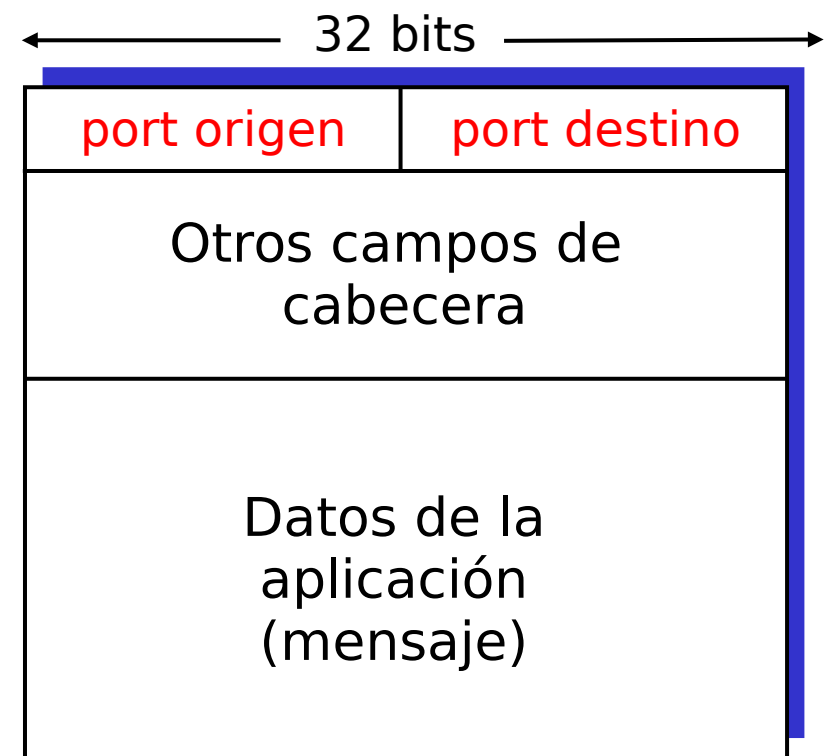 32 bits
port origen port destino
Otros campos de
cabecera
Datos de la
aplicación
(mensaje)